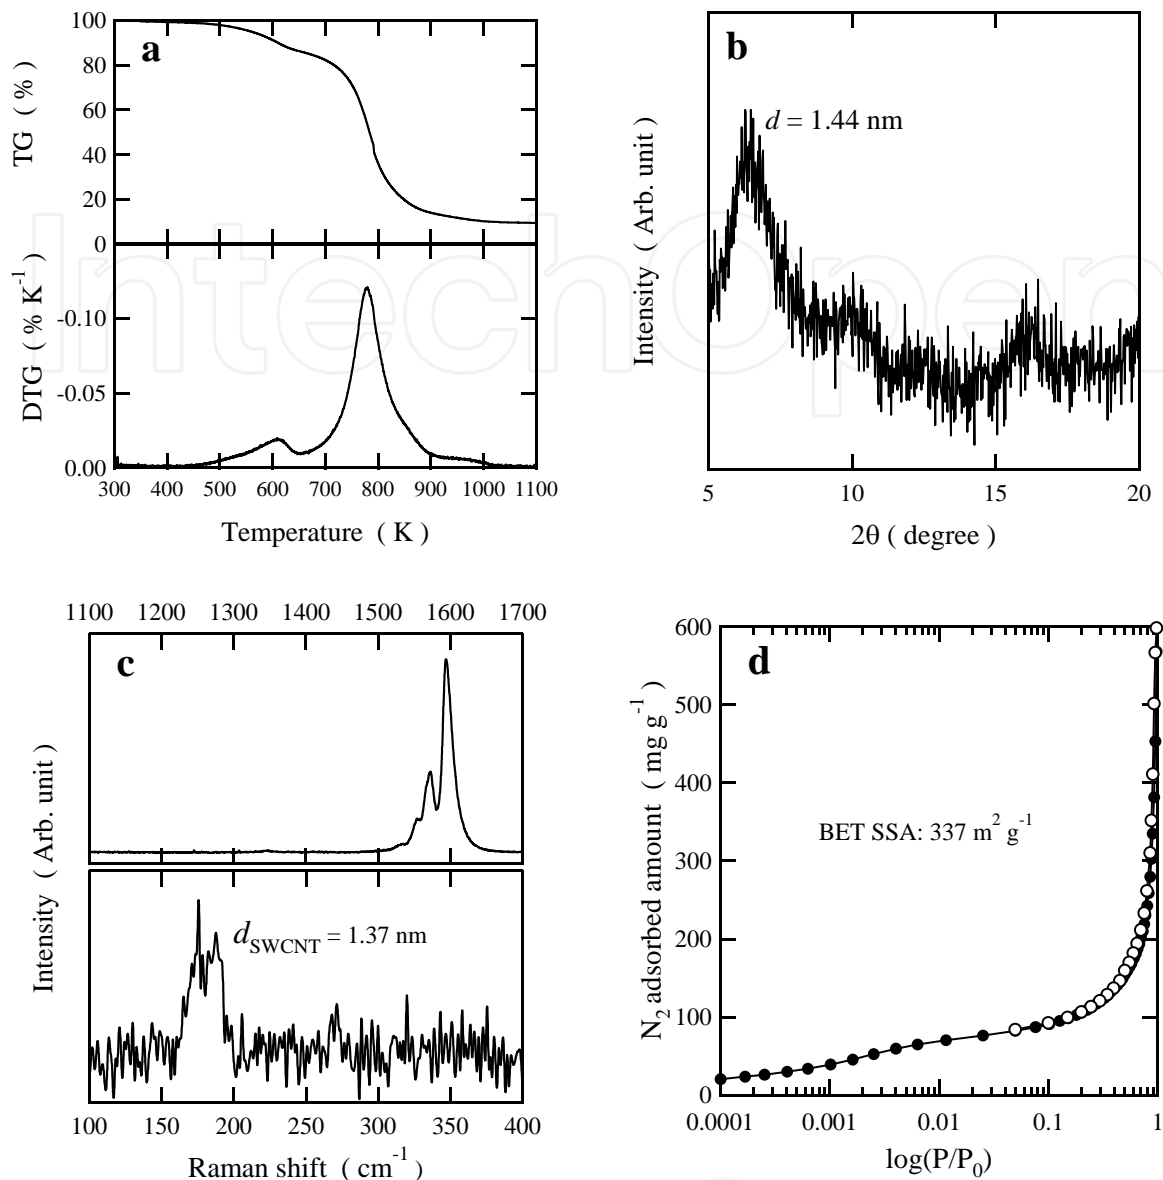 a
100
80
60
40
20
0
TG ( % )
-0.10
-0.05
0.00
DTG ( % K-1 )
300 400 500 600 700 800 900 1000 1100
Temperature ( K )
b
d = 1.44 nm
Intensity ( Arb. unit )
5 10 15 20
2θ ( degree )
1100 1200 1300 1400 1500 1600 1700
c
dSWCNT = 1.37 nm
Intensity ( Arb. unit )
100 150 200 250 300 350 400
Raman shift ( cm-1 )
d
600
500
400
300
200
100
0
N2 adsorbed amount ( mg g-1 )
BET SSA: 337 m2 g-1
0.0001 0.001 0.01 0.1 1
log(P/P0)
IntechOpen